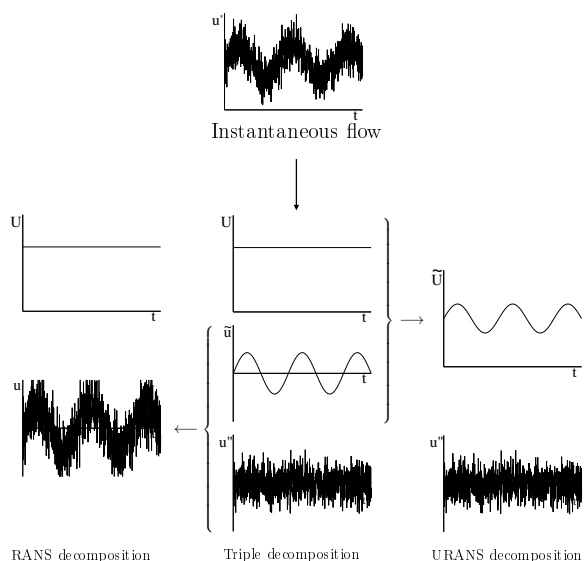 u*
t
Instantaneous flow
U
t
U
t
Ũ
t
ũ
t
u
u"
u"
RANS decomposition
Triple decomposition
URANS decomposition